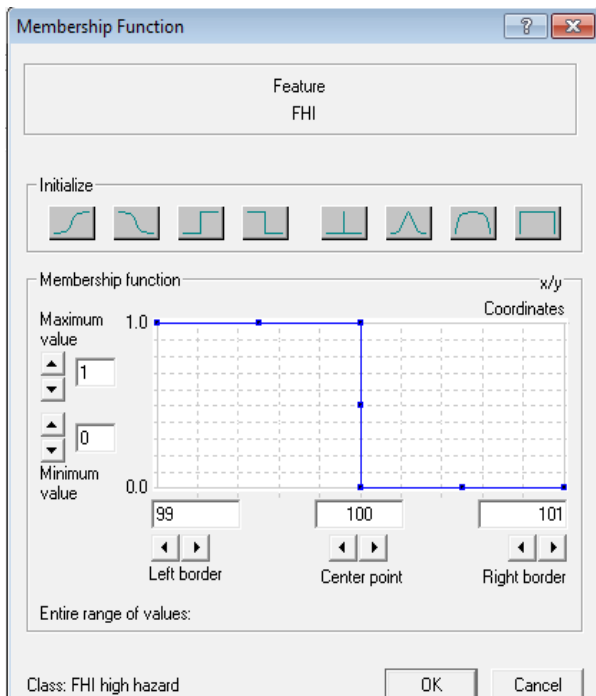 Membership Function
Feature
FHI
Initialize
Membership function
x/y
Coordinates
Maximum
value
1.0
1
0
Minimum
value
0.0
99
100
101
Left border
Center point
Right border
Entire range of values:
Class: FHI high hazard
OK
Cancel